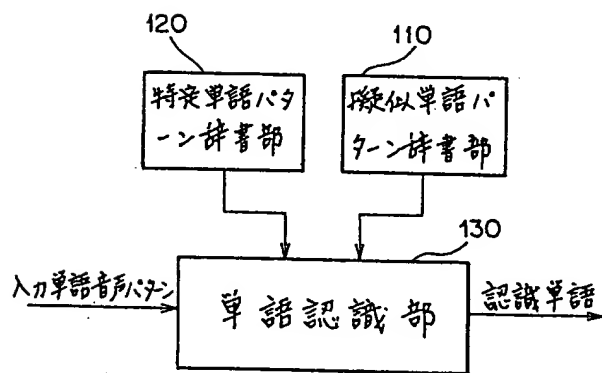 120
110
特定単語パタ
ーン辞書部
擬似単語パ
ターン辞書部
130
入力単語音声パターン
単語認識部
認識単語